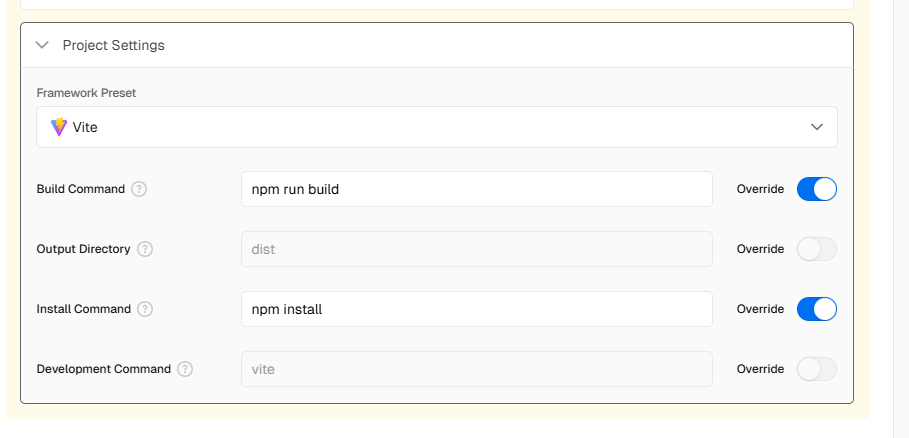 Project Settings
Framework Preset
Vite
Build Command ? npm run build Override
Output Directory ? dist Override
Install Command ? npm install Override
Development Command ? vite Override